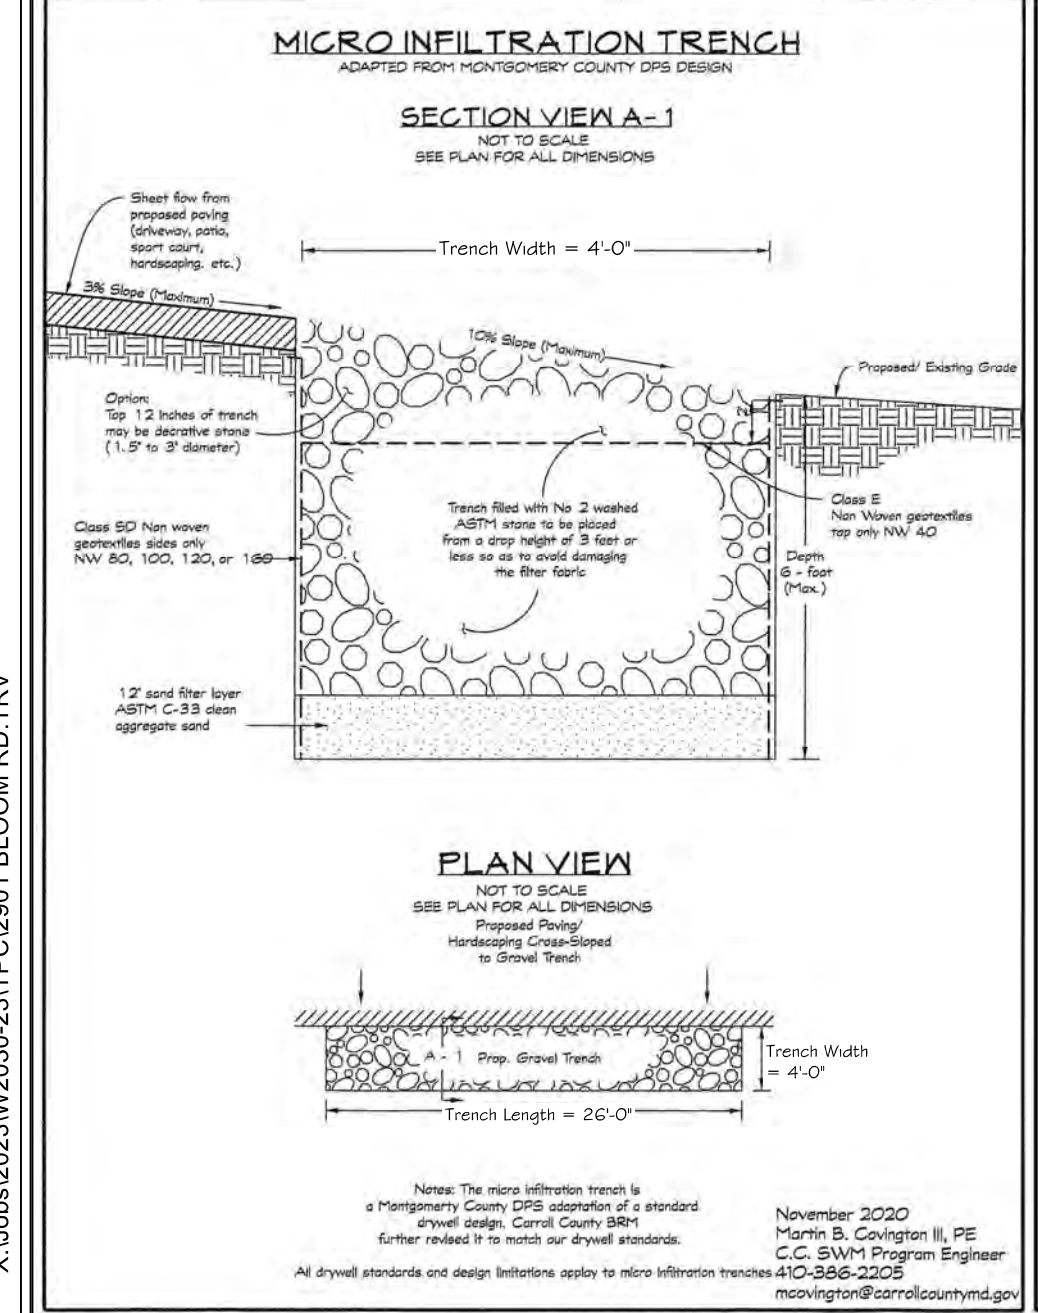 MICRO INFILTRATION TRENCH
ADAPTED FROM MONTGOMERY COUNTY DPS DESIGN
SECTION VIEW A-1
NOT TO SCALE
SEE PLAN FOR ALL DIMENSIONS
Sheet flow from
proposed paving
(driveway, patio,
sport court,
hardscaping, etc.)
Trench Width = 4'-0"
3% Slope (Maximum)
10% Slope (Maximum)
Proposed/ Existing Grade
Option:
Top 12 Inches of trench
may be decrative stone
(1.5" to 3" diameter)
Trench filled with No 2 washed
ASTM stone to be placed
from a drop height of 3 feet or
less so as to avoid damaging
the filter fabric
Class E
Non Woven geotextiles
top only NW 40
Class SD Non woven
geotextiles sides only
NW 80, 100, 120, or 160
Depth
6 - foot
(Max.)
12" sand filter layer
ASTM C-33 clean
aggregate sand
PLAN VIEW
NOT TO SCALE
SEE PLAN FOR ALL DIMENSIONS
Proposed Paving/
Hardscaping Cross-Sloped
to Gravel Trench
A - 1 Prop. Gravel Trench
Trench Width
= 4'-0"
Trench Length = 26'-0"
Notes: The micro infiltration trench is
a Montgomerty County DPS adaptation of a standard
drywell design. Carroll County BRM
further revised it to match our drywell standards.
All drywell standards and design limitations applay to micro infiltration trenches
November 2020
Martin B. Covington III, PE
C.C. SWM Program Engineer
410-386-2205
mcovington@carrollcountymd.gov